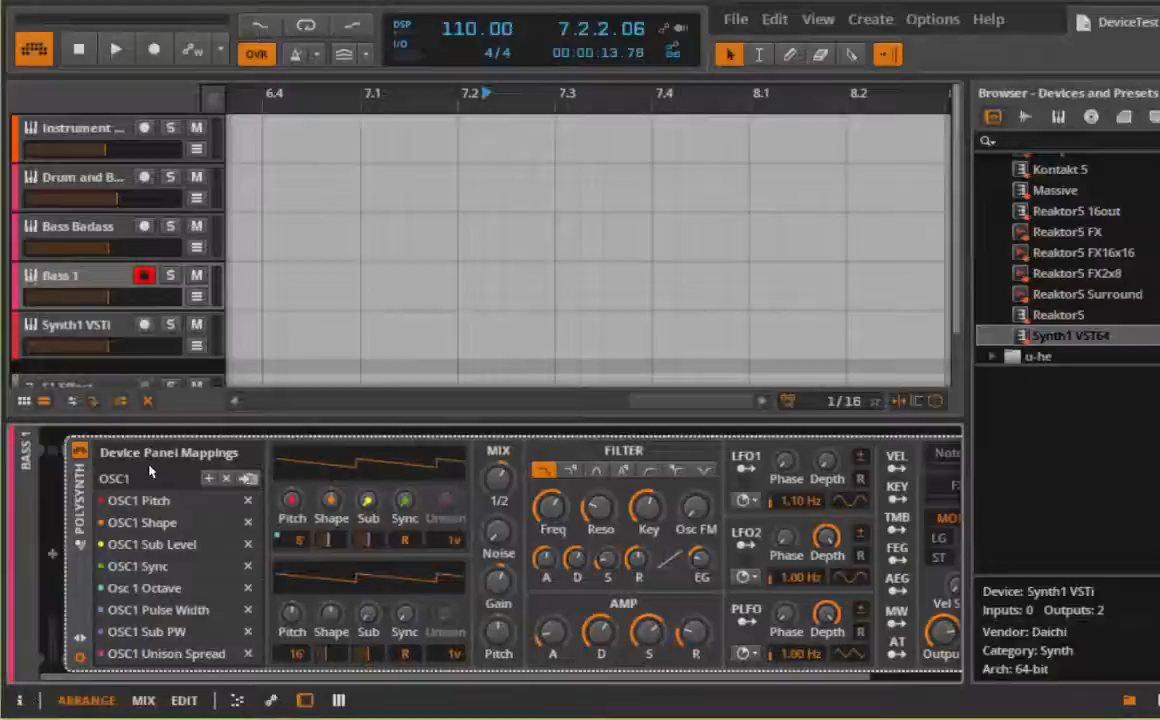 File Edit View Create Options Help
DeviceTest
DSP
I/O
110.00
4/4
7.2.2.06
00:00:13.78
OVR
6.4 7.1 7.2 7.3 7.4 8.1 8.2
Browser - Devices and Presets
Instrument ... S M
Drum and B... S M
Bass Badass S M
Bass 1 S M
Synth1 VSTi S M
S M
1/16
Kontakt 5
Massive
Reaktor5 16out
Reaktor5 FX
Reaktor5 FX16x16
Reaktor5 FX2x8
Reaktor5 Surround
Reaktor5
Synth1 VST64
u-he
BASS 1
POLYSYNTH
Device Panel Mappings
OSC1
OSC1 Pitch
OSC1 Shape
OSC1 Sub Level
OSC1 Sync
Osc 1 Octave
OSC1 Pulse Width
OSC1 Sub PW
OSC1 Unison Spread
Pitch Shape Sub Sync Unison
8' R 1v
Pitch Shape Sub Sync Unison
16' R 1v
MIX
1/2
Noise
Gain
Pitch
FILTER
Freq Reso Key Osc FM
A D S R EG
AMP
A D S R
LFO1
Phase Depth
1.10 Hz R
LFO2
Phase Depth
1.00 Hz R
PLFO
Phase Depth
1.00 Hz R
VEL
KEY
TMB
FEG
AEG
MW
AT
Note
FX
MO
LG
ST
Vel S
Outpu
Device: Synth1 VSTi
Inputs: 0 Outputs: 2
Vendor: Daichi
Category: Synth
Arch: 64-bit
i ARRANGE MIX EDIT